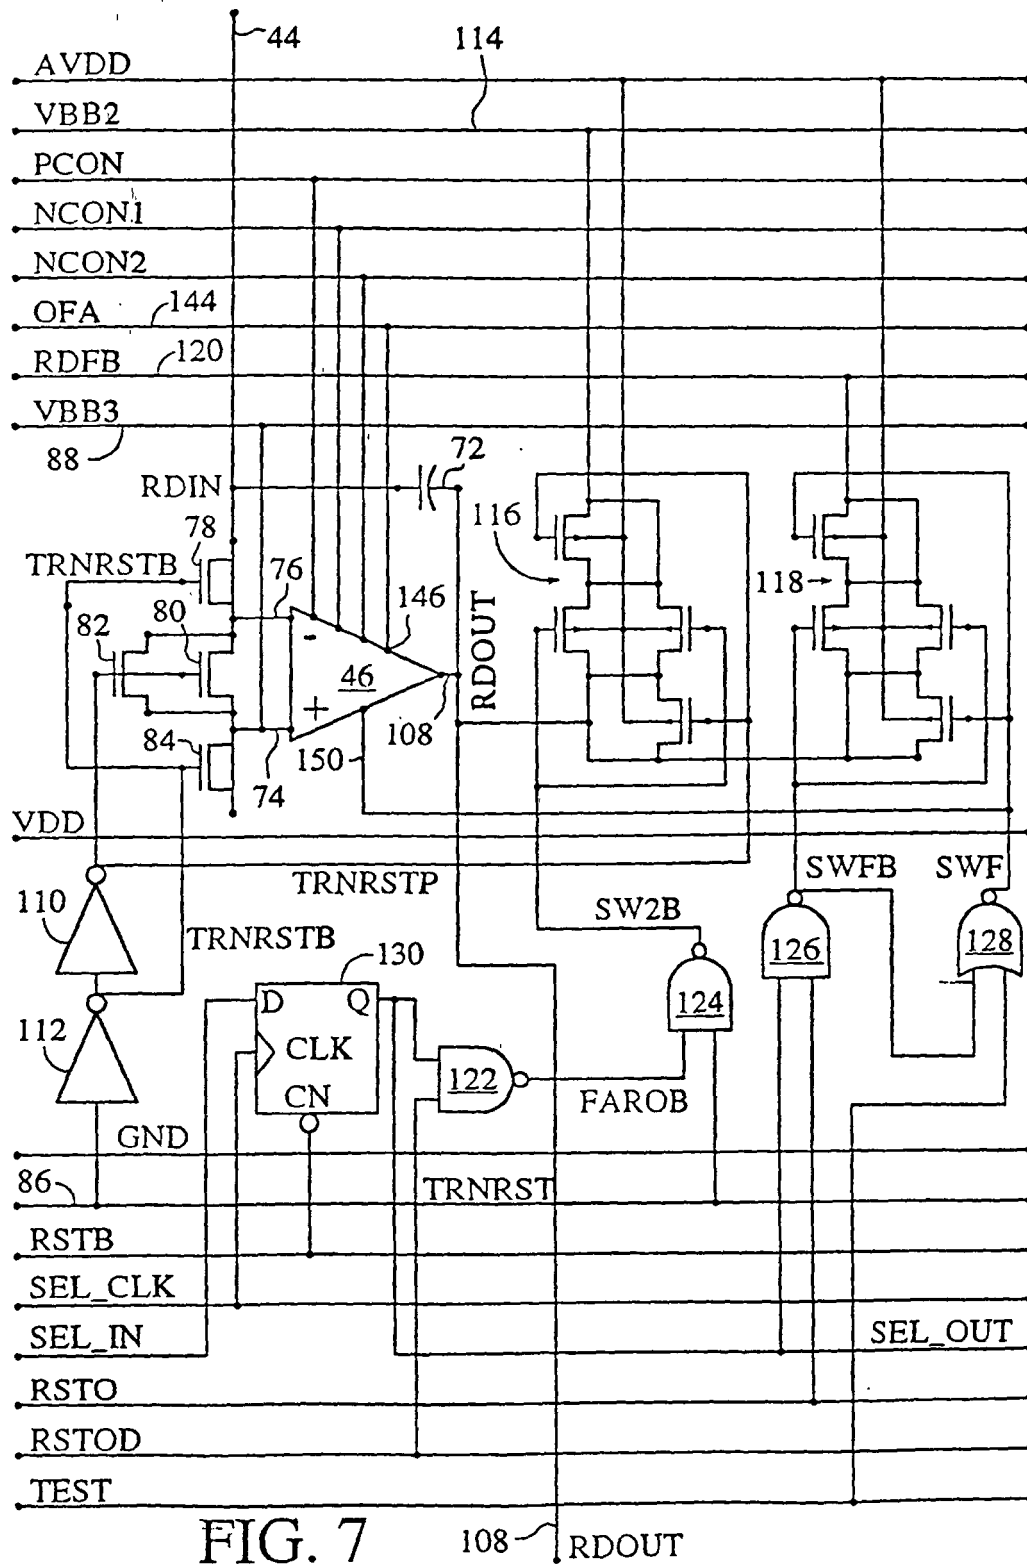 44
114
AVDD
VBB2
PCON
NCON1
NCON2
OFA
144
RDFB
120
VBB3
88
72
RDIN
78
116
TRNRSTB
76
118
82
80
146
RDOUT
-
46
+
84
108
150
74
VDD
TRNRSTP
SWFB
SWF
110
SW2B
TRNRSTB
130
126
128
D
Q
124
112
CLK
122
CN
FAROB
GND
86
TRNRST
RSTB
SEL_CLK
SEL_IN
SEL_OUT
RSTO
RSTOD
TEST
FIG. 7
108
RDOUT